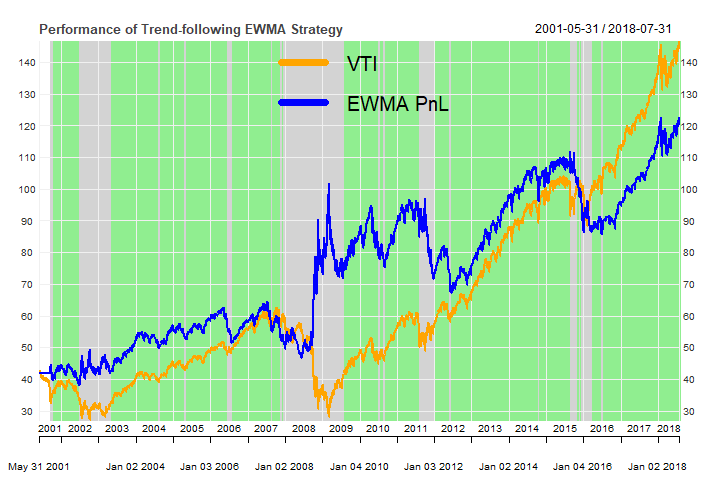 Performance of Trend-following EWMA Strategy 2001-05-31 / 2018-07-31
VTI
EWMA PnL
140 140
130 130
120 120
110 110
100 100
90 90
80 80
70 70
60 60
50 50
40 40
30 30
2001 2002 2003 2004 2005 2006 2007 2008 2009 2010 2011 2012 2013 2014 2015 2016 2017 2018
May 31 2001 Jan 02 2004 Jan 03 2006 Jan 02 2008 Jan 04 2010 Jan 03 2012 Jan 02 2014 Jan 04 2016 Jan 02 2018